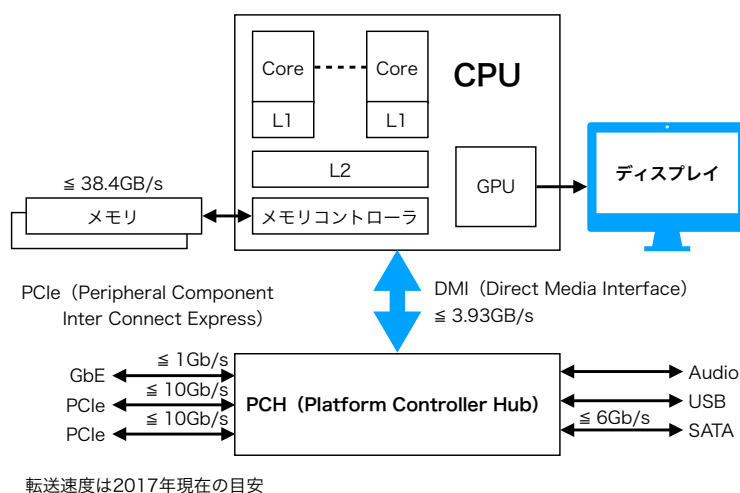 Core
Core
CPU
L1
L1
L2
GPU
ディスプレイ
≦ 38.4GB/s
メモリ
メモリコントローラ
PCIe（Peripheral Component
Inter Connect Express）
DMI（Direct Media Interface）
≦ 3.93GB/s
GbE
≦ 1Gb/s
PCIe
≦ 10Gb/s
PCIe
≦ 10Gb/s
PCH（Platform Controller Hub）
Audio
USB
≦ 6Gb/s
SATA
転送速度は2017年現在の目安